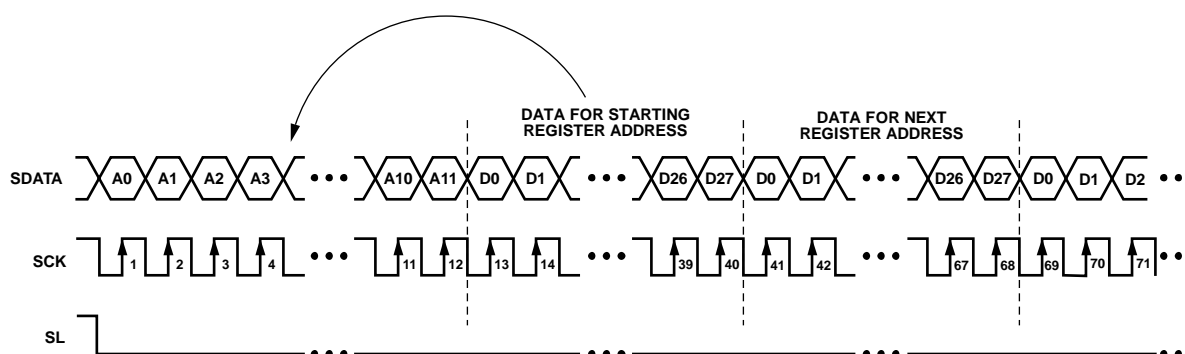 DATA FOR STARTING
REGISTER ADDRESS
DATA FOR NEXT
REGISTER ADDRESS
SDATA A0 A1 A2 A3 A10 A11 D0 D1 D26 D27 D0 D1 D26 D27 D0 D1 D2
SCK 1 2 3 4 11 12 13 14 39 40 41 42 67 68 69 70 71
SL